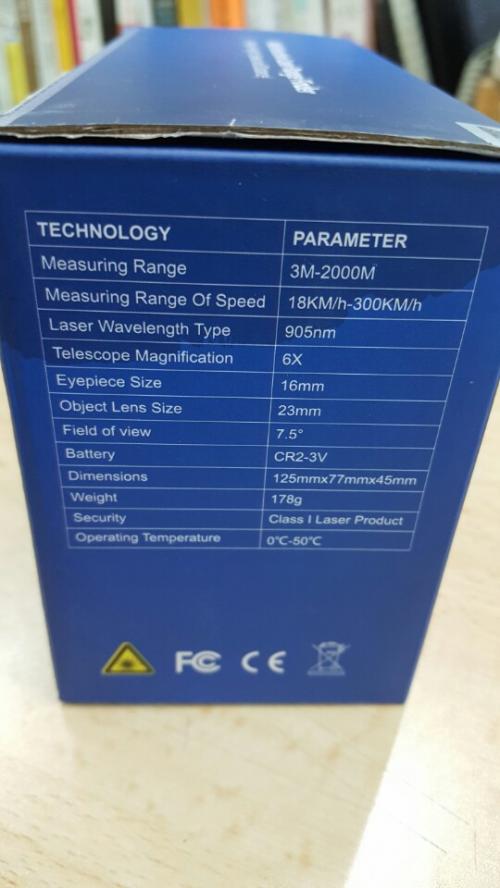 TECHNOLOGY PARAMETER
Measuring Range 3M-2000M
Measuring Range Of Speed 18KM/h-300KM/h
Laser Wavelength Type 905nm
Telescope Magnification 6X
Eyepiece Size 16mm
Object Lens Size 23mm
Field of view 7.5°
Battery CR2-3V
Dimensions 125mmx77mmx45mm
Weight 178g
Security Class I Laser Product
Operating Temperature 0℃-50℃
FC CE